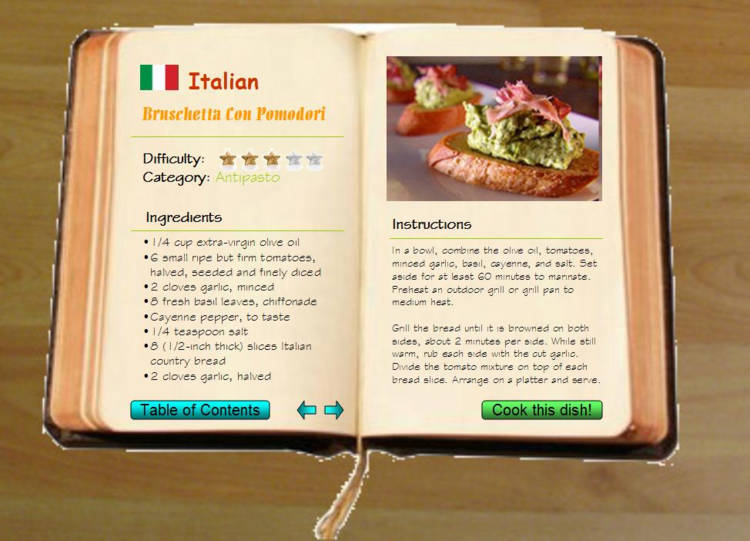 Italian
Bruschetta Con Pomodori
Difficulty:
Category: Antipasto
Ingredients
•1/4 cup extra-virgin olive oil
•6 small ripe but firm tomatoes,
halved, seeded and finely diced
•2 cloves garlic, minced
•8 fresh basil leaves, chiffonade
•Cayenne pepper, to taste
•1/4 teaspoon salt
•8 (1/2-inch thick) slices Italian
country bread
•2 cloves garlic, halved
Table of Contents
Instructions
In a bowl, combine the olive oil, tomatoes,
minced garlic, basil, cayenne, and salt. Set
aside for at least 60 minutes to marinate.
Preheat an outdoor grill or grill pan to
medium heat.
Grill the bread until it is browned on both
sides, about 2 minutes per side. While still
warm, rub each side with the cut garlic.
Divide the tomato mixture on top of each
bread slice. Arrange on a platter and serve.
Cook this dish!